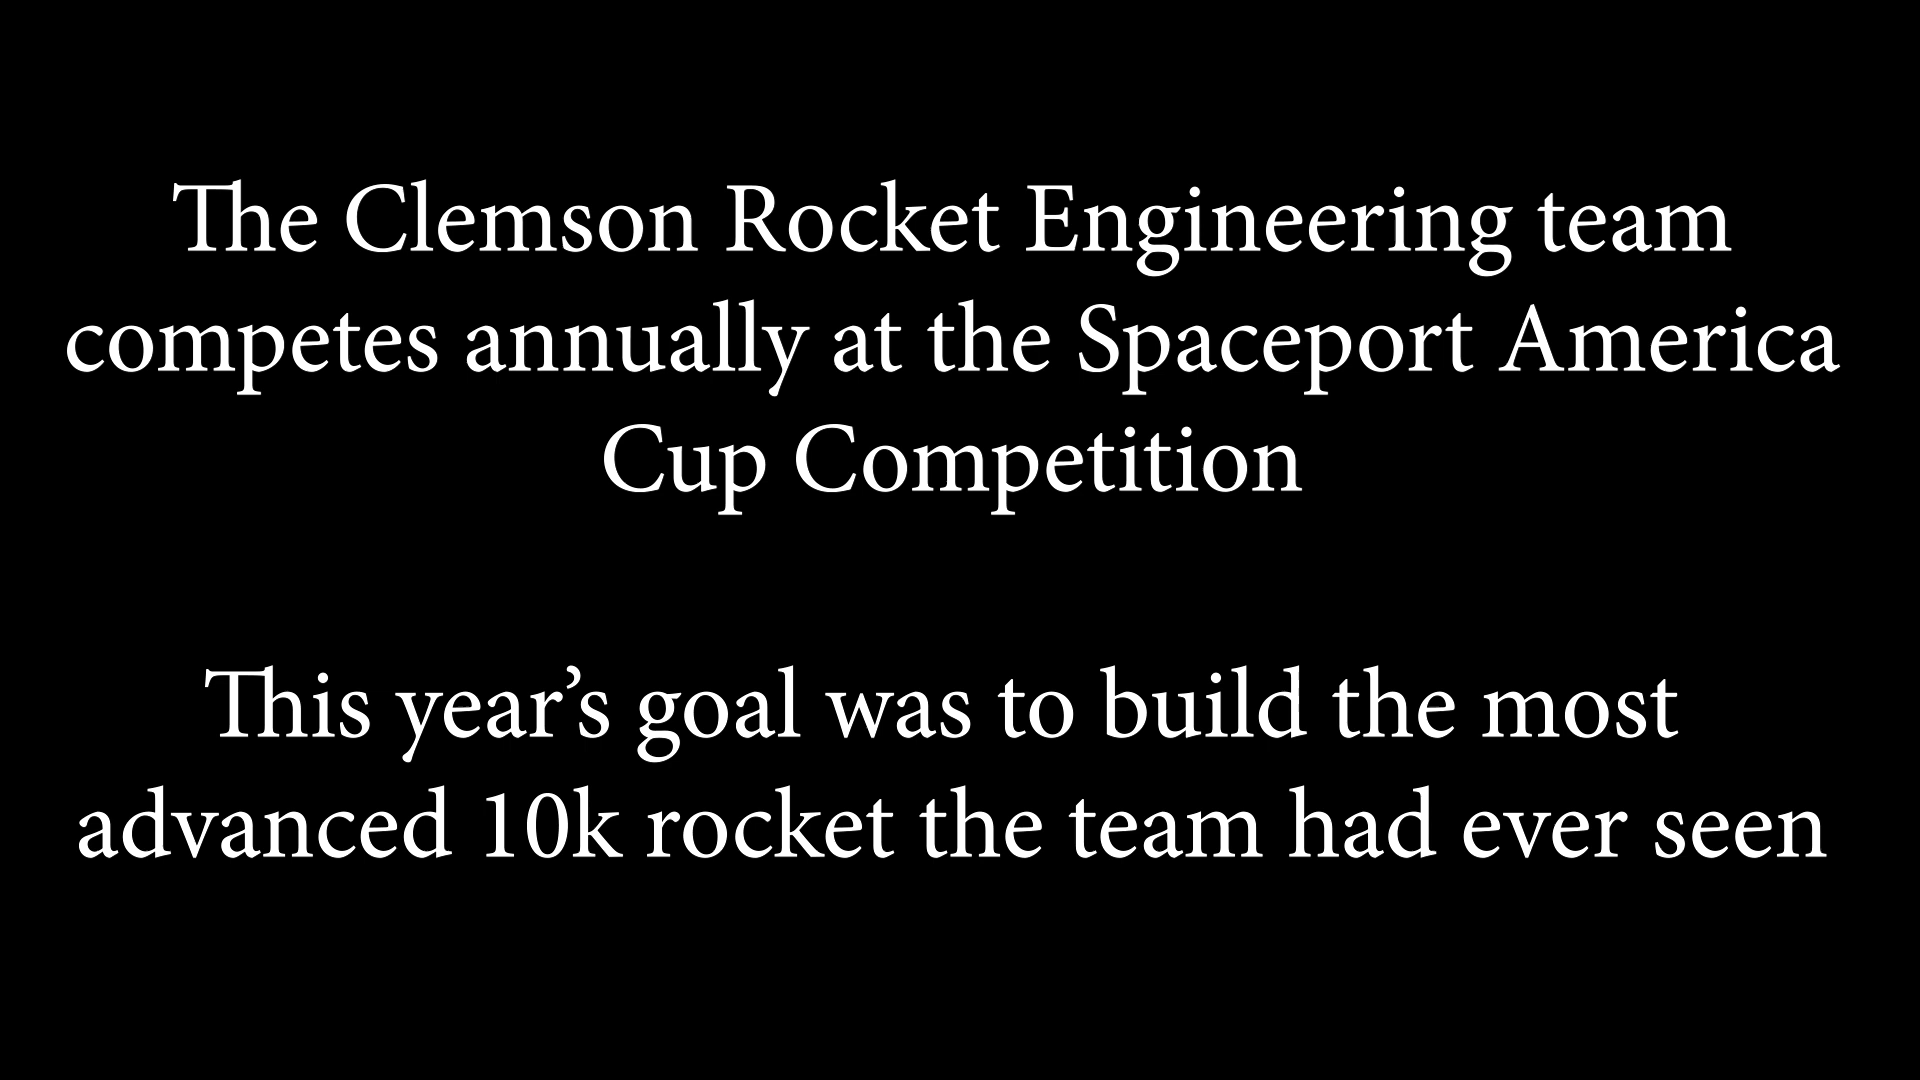 The Clemson Rocket Engineering team
competes annually at the Spaceport America
Cup Competition
This year’s goal was to build the most
advanced 10k rocket the team had ever seen